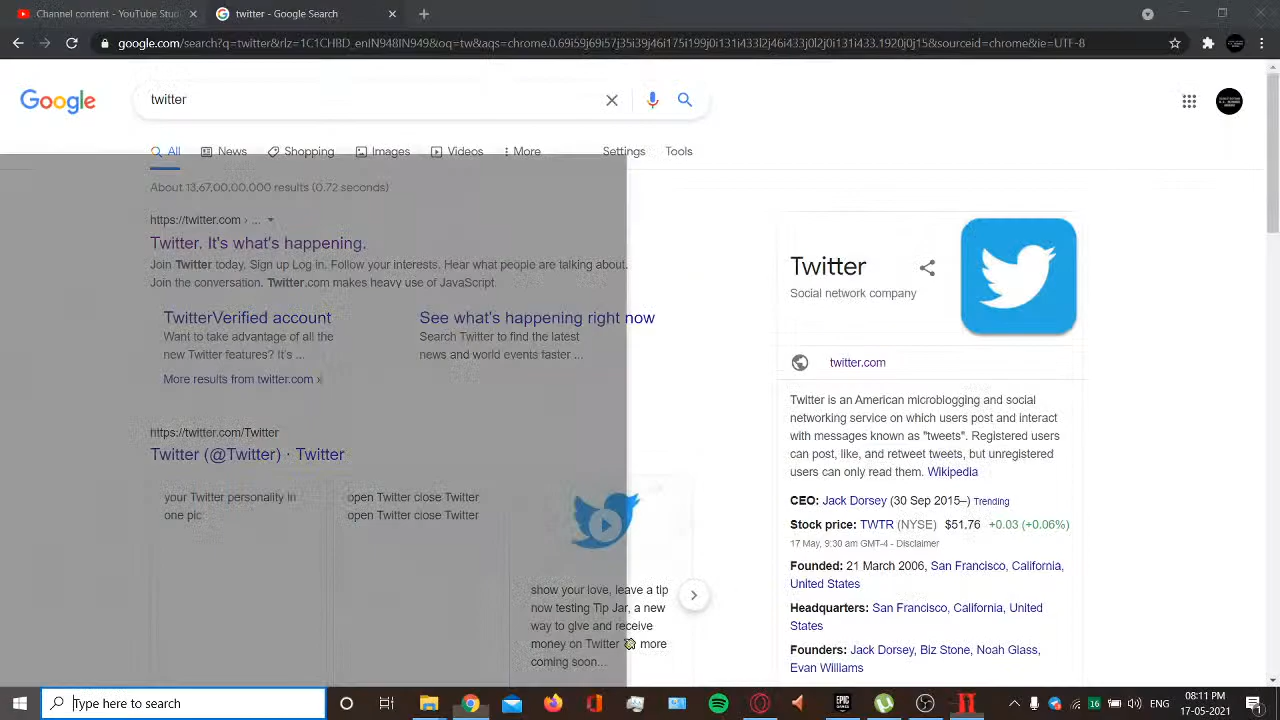 Channel content - YouTube Stud
twitter - Google Search
google.com/search?q=twitter&rlz=1C1CHBD_enIN948IN949&oq=tw&aqs=chrome.0.69i59j69i57j35i39j46i175i199j0i131i433l2j46i433j0l2j0i131i433.1920j0j15&sourceid=chrome&ie=UTF-8
Google
twitter
All
News
Shopping
Images
Videos
More
Settings
Tools
About 13,67,00,00,000 results (0.72 seconds)
https://twitter.com › ...
Twitter. It's what's happening.
Join Twitter today. Sign up Log in. Follow your interests. Hear what people are talking about.
Join the conversation. Twitter.com makes heavy use of JavaScript.
TwitterVerified account
Want to take advantage of all the
new Twitter features? It's ...
See what's happening right now
Search Twitter to find the latest
news and world events faster ...
More results from twitter.com ›
https://twitter.com/Twitter
Twitter (@Twitter) · Twitter
your Twitter personality in
one pic
open Twitter close Twitter
open Twitter close Twitter
show your love, leave a tip
now testing Tip Jar, a new
way to give and receive
money on Twitter 💸 more
coming soon...
Twitter
Social network company
twitter.com
Twitter is an American microblogging and social
networking service on which users post and interact
with messages known as "tweets". Registered users
can post, like, and retweet tweets, but unregistered
users can only read them. Wikipedia
CEO: Jack Dorsey (30 Sep 2015–) Trending
Stock price: TWTR (NYSE) $51.76 +0.03 (+0.06%)
17 May, 9:30 am GMT-4 - Disclaimer
Founded: 21 March 2006, San Francisco, California,
United States
Headquarters: San Francisco, California, United
States
Founders: Jack Dorsey, Biz Stone, Noah Glass,
Evan Williams
Type here to search
EPIC
GAMES
16
ENG
08:11 PM
17-05-2021